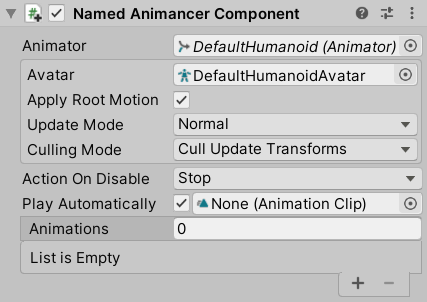 Named Animancer Component
Animator DefaultHumanoid (Animator)
Avatar DefaultHumanoidAvatar
Apply Root Motion
Update Mode Normal
Culling Mode Cull Update Transforms
Action On Disable Stop
Play Automatically None (Animation Clip)
Animations 0
List is Empty